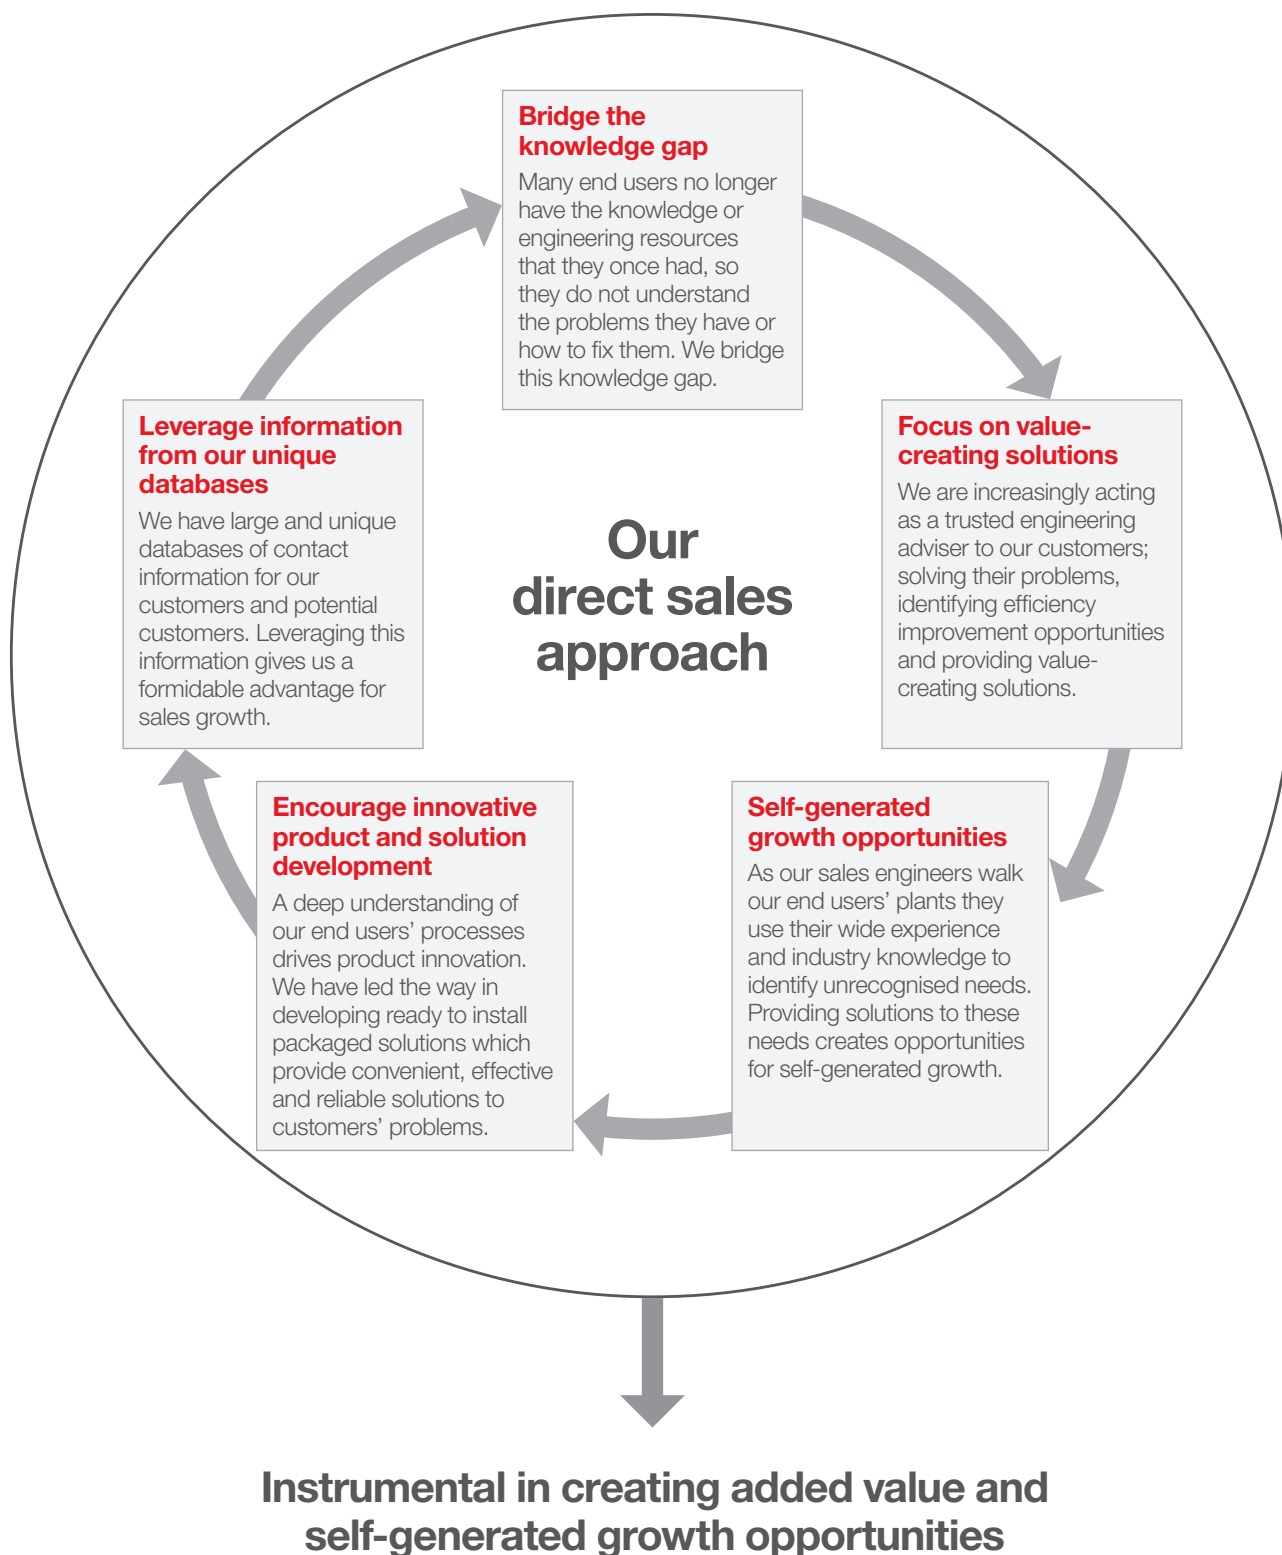 Bridge the
knowledge gap
Many end users no longer
have the knowledge or
engineering resources
that they once had, so
they do not understand
the problems they have or
how to fix them. We bridge
this knowledge gap.
Focus on value-
creating solutions
We are increasingly acting
as a trusted engineering
adviser to our customers;
solving their problems,
identifying efficiency
improvement opportunities
and providing value-
creating solutions.
Self-generated
growth opportunities
As our sales engineers walk
our end users’ plants they
use their wide experience
and industry knowledge to
identify unrecognised needs.
Providing solutions to these
needs creates opportunities
for self-generated growth.
Encourage innovative
product and solution
development
A deep understanding of
our end users’ processes
drives product innovation.
We have led the way in
developing ready to install
packaged solutions which
provide convenient, effective
and reliable solutions to
customers’ problems.
Leverage information
from our unique
databases
We have large and unique
databases of contact
information for our
customers and potential
customers. Leveraging this
information gives us a
formidable advantage for
sales growth.
Our
direct sales
approach
Instrumental in creating added value and
self-generated growth opportunities